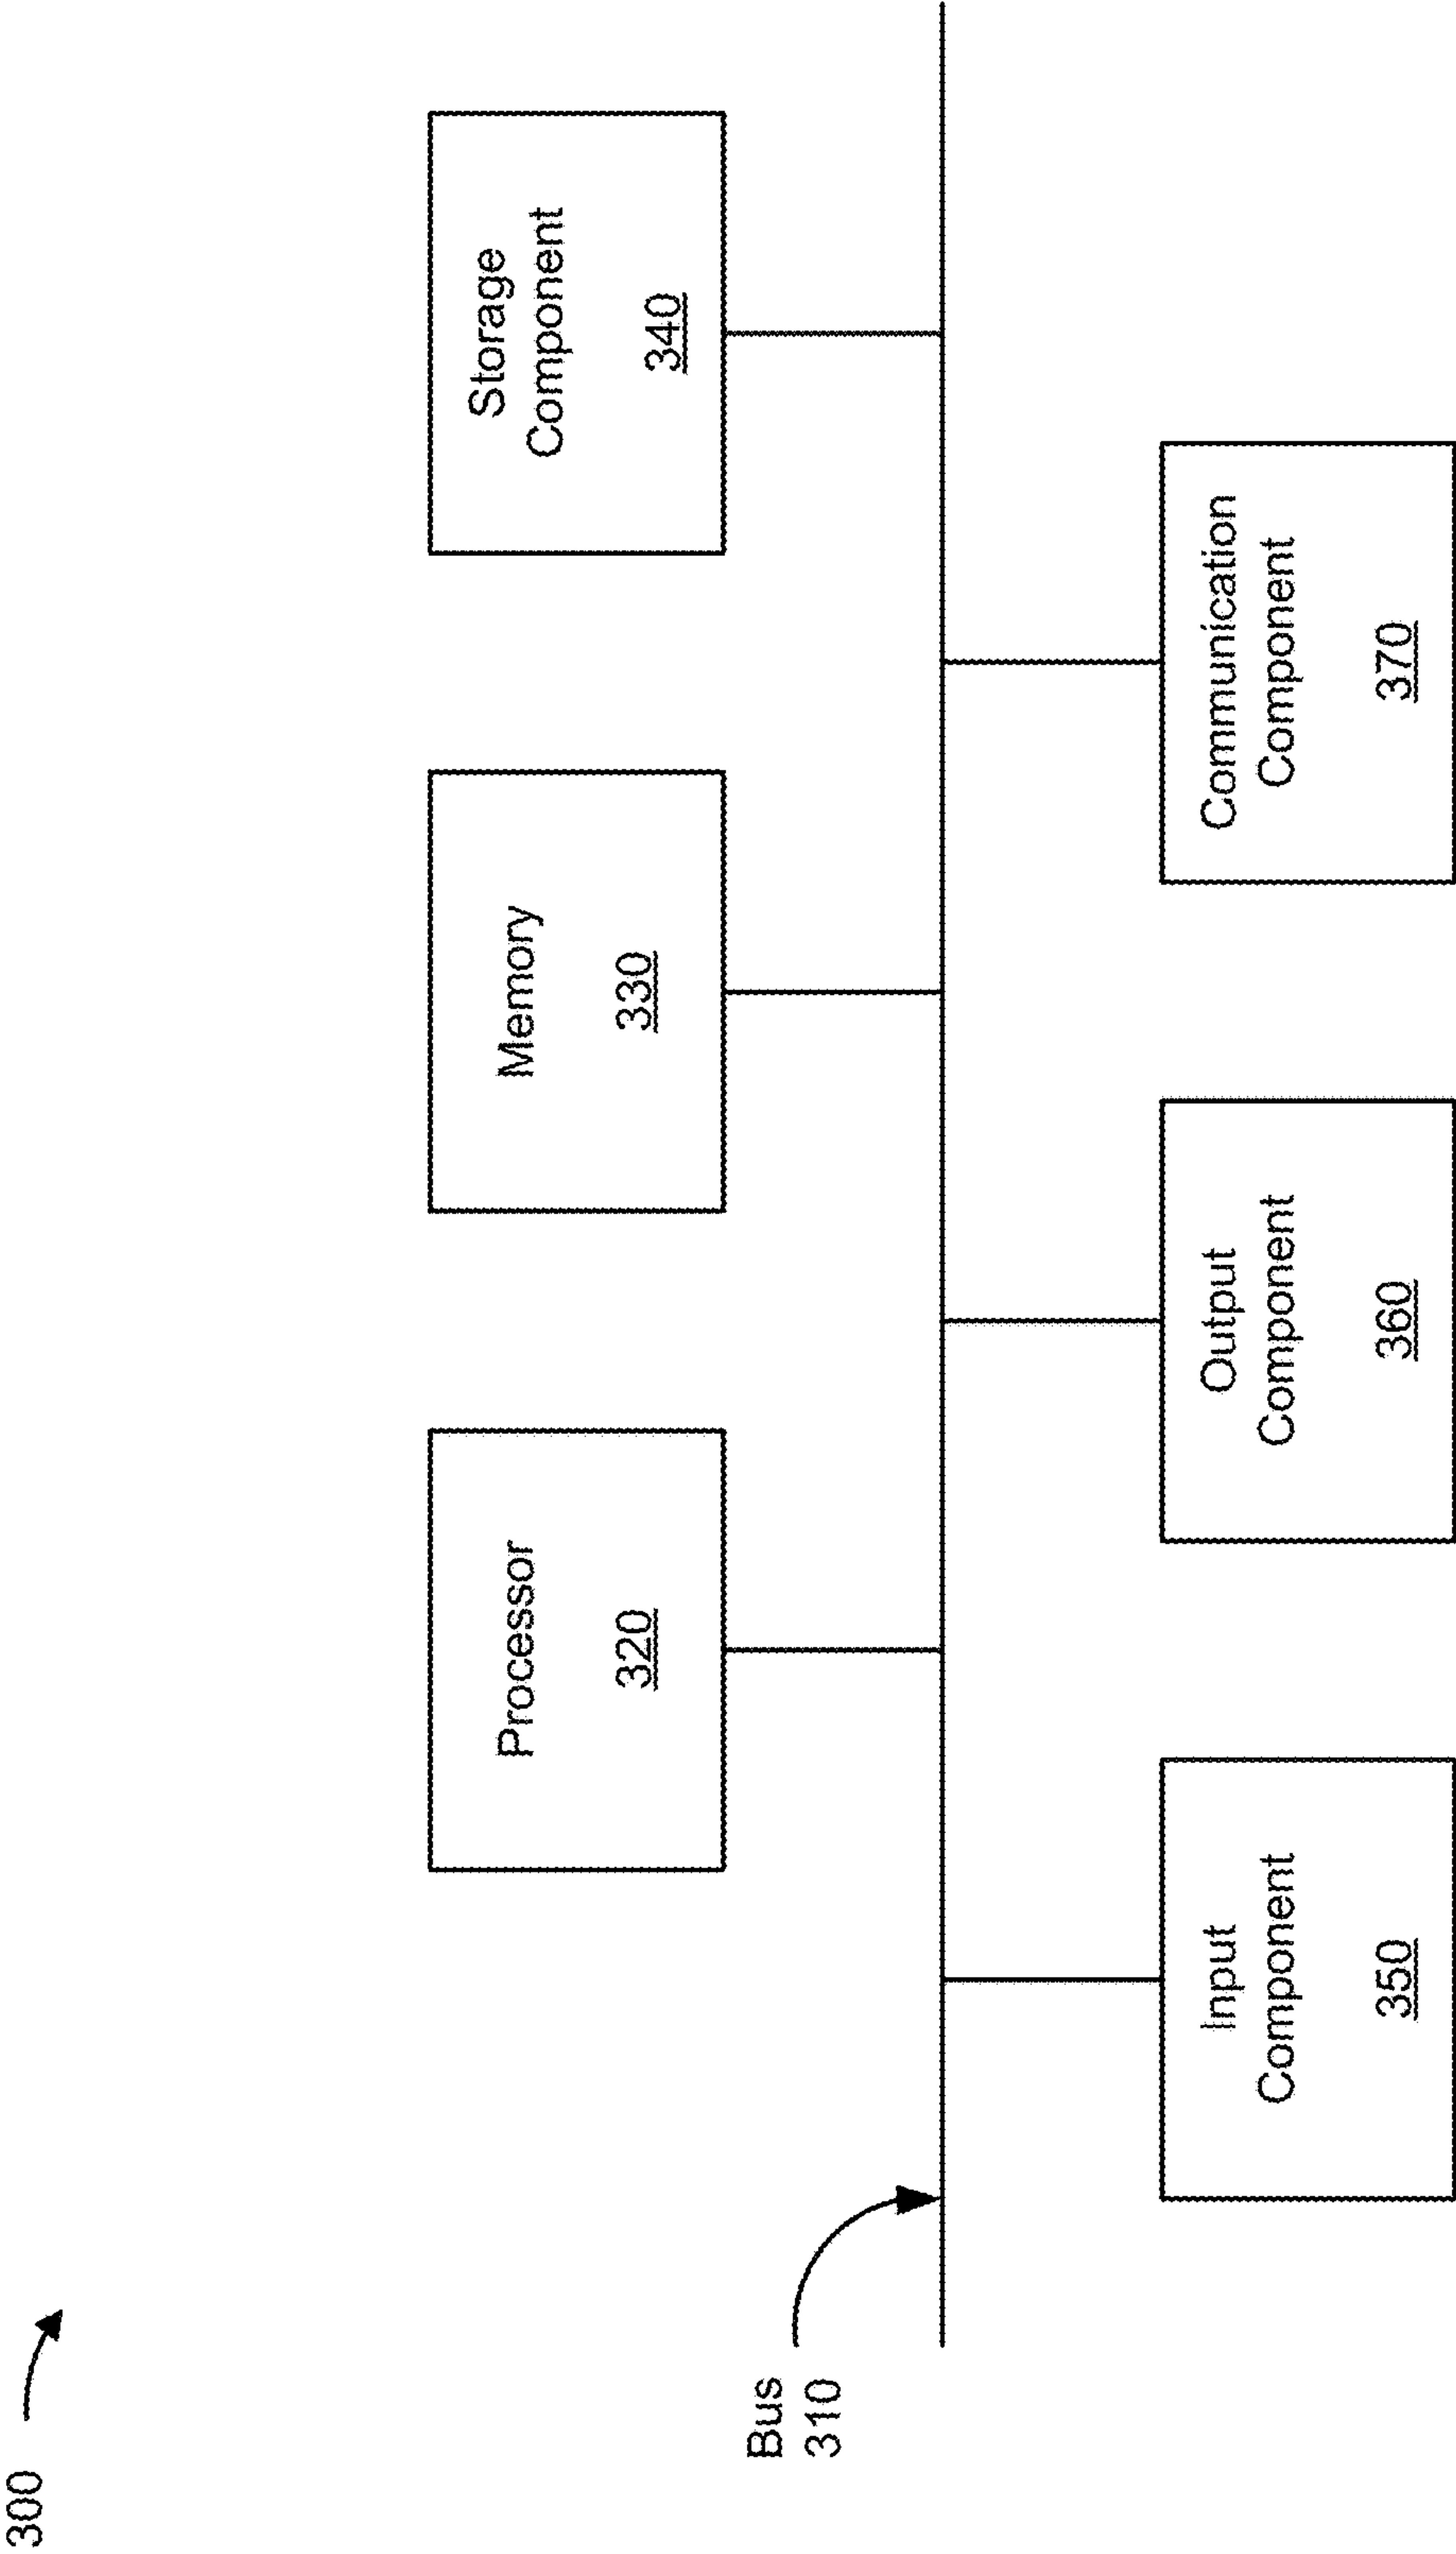 300
Bus
310
Processor
320
Memory
330
Storage
Component
340
Input
Component
350
Output
Component
360
Communication
Component
370